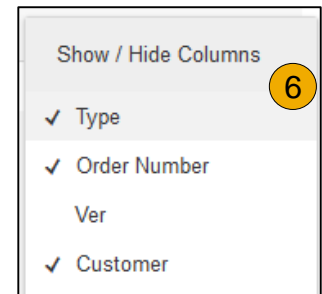 Show / Hide Columns
6
✓ Type
✓ Order Number
Ver
✓ Customer